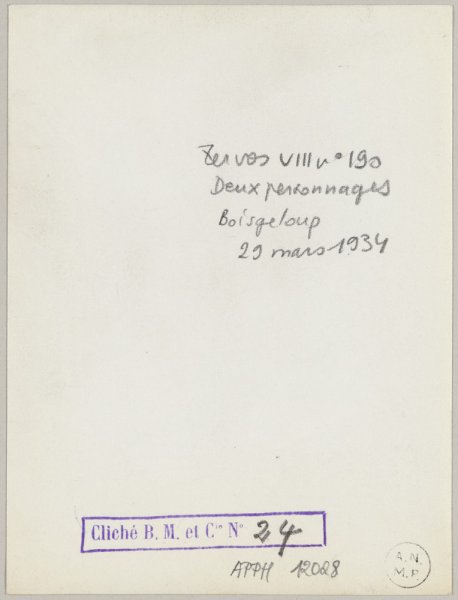 Zervos VIII n° 190
Deux personnages
Boisgeloup
29 mars 1934
Cliché B. M. et Cie N° 24
APPH 12028
A.N.
M.P.